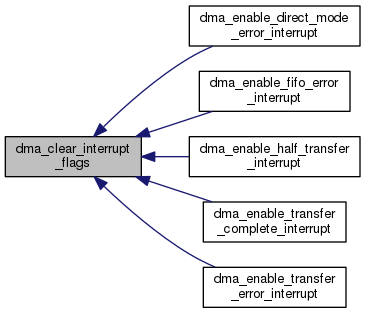 dma_enable_direct_mode
_error_interrupt
dma_enable_fifo_error
_interrupt
dma_clear_interrupt
_flags
dma_enable_half_transfer
_interrupt
dma_enable_transfer
_complete_interrupt
dma_enable_transfer
_error_interrupt